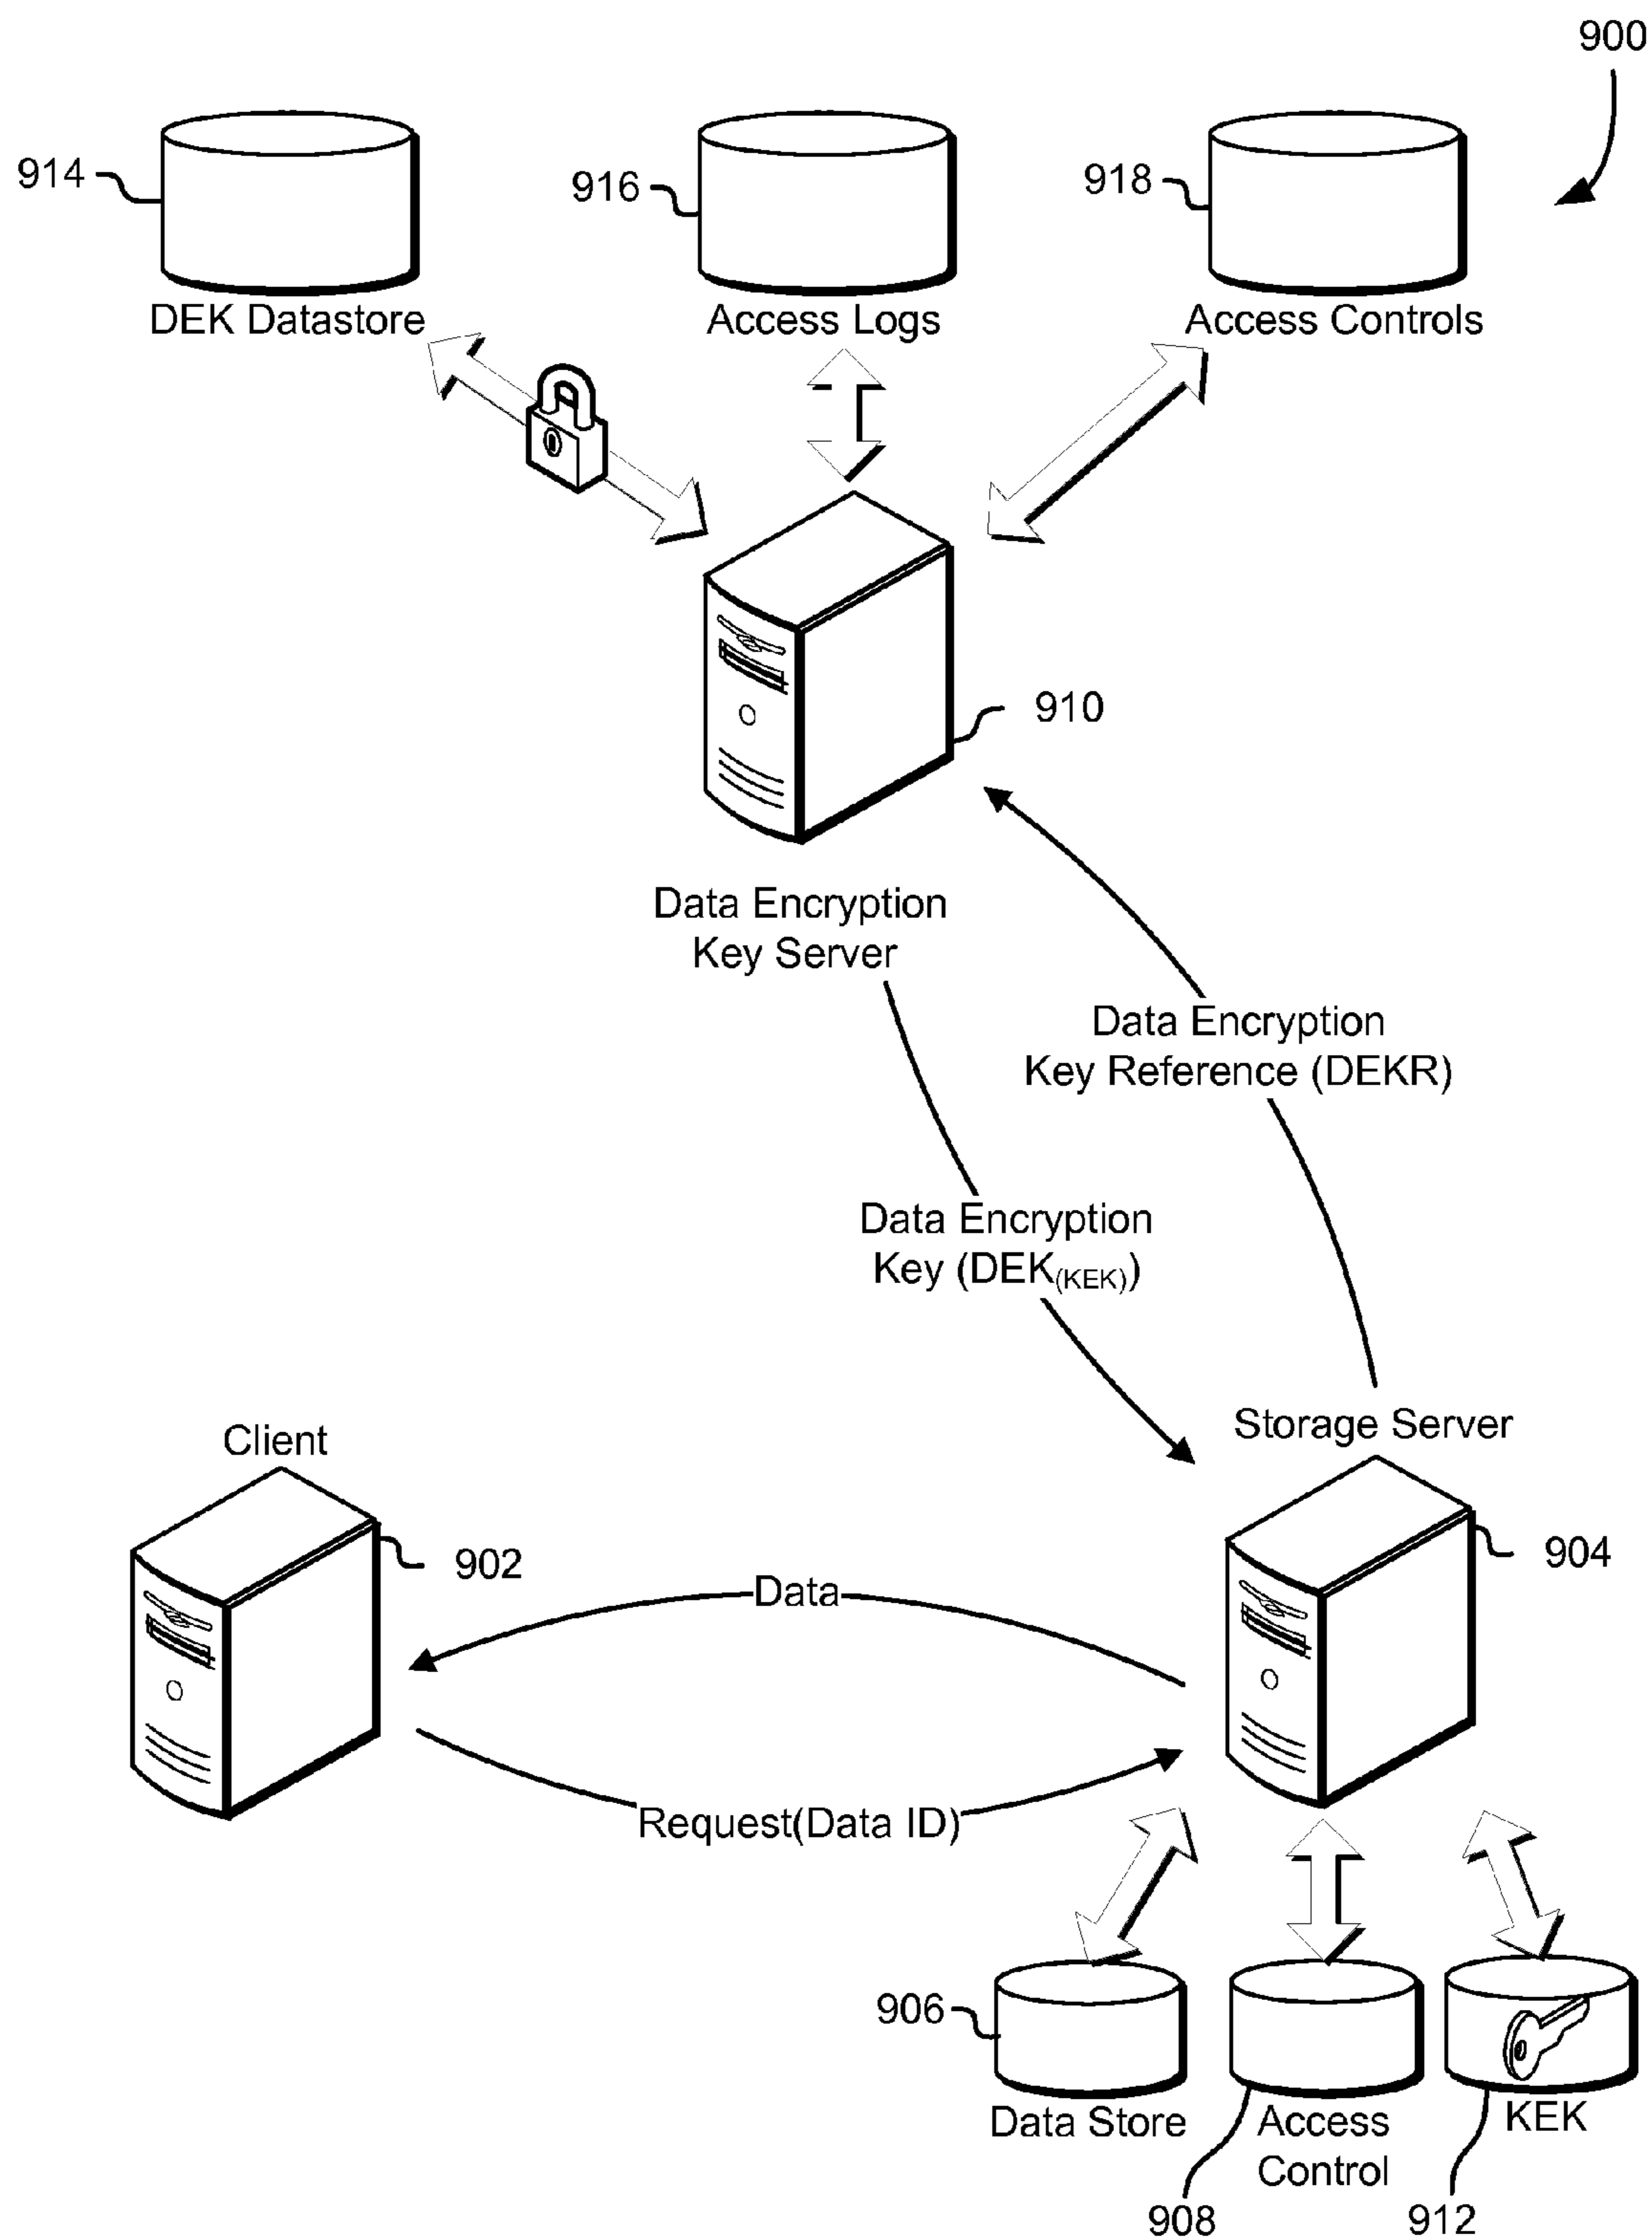 900
914
916
918
DEK Datastore
Access Logs
Access Controls
910
Data Encryption
Key Server
Data Encryption
Key Reference (DEKR)
Data Encryption
Key (DEK(KEK))
Client
Storage Server
902
904
Data
Request(Data ID)
906
Data Store
Access
Control
KEK
908
912